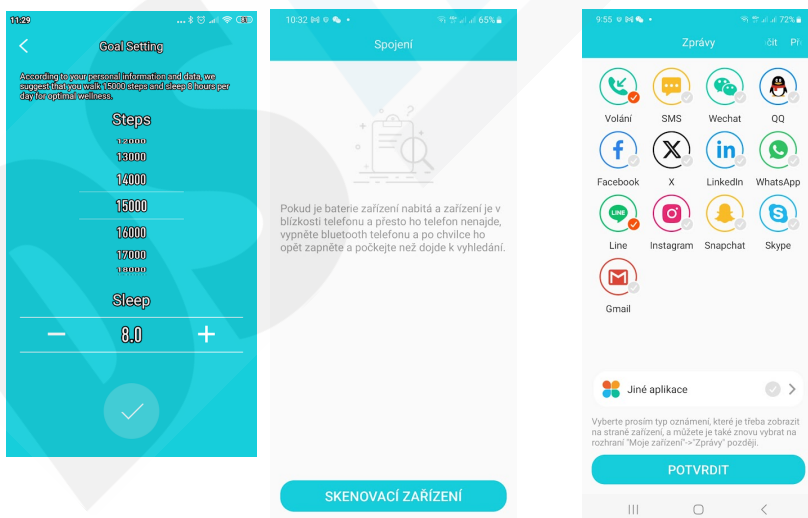 11:29
Goal Setting
According to your personal information and data, we
suggest that you walk 15000 steps and sleep 8 hours per
day for optimal wellness.
Steps
12000
13000
14000
15000
16000
17000
18000
Sleep
8.0
10:32
65%
Spojení
Pokud je baterie zařízení nabitá a zařízení je v
blízkosti telefonu a přesto ho telefon nenajde,
vypněte bluetooth telefonu a po chvilce ho
opět zapněte a počkejte než dojde k vyhledání.
SKENOVACÍ ZAŘÍZENÍ
9:55
72%
Zprávy
Volání SMS Wechat QQ
Facebook X LinkedIn WhatsApp
LINE
Line Instagram Snapchat Skype
Gmail
Jiné aplikace
Vyberte prosím typ oznámení, které je třeba zobrazit
na straně zařízení, a můžete je také znovu vybrat na
rozhraní "Moje zařízení"->"Zprávy" později.
POTVRDIT